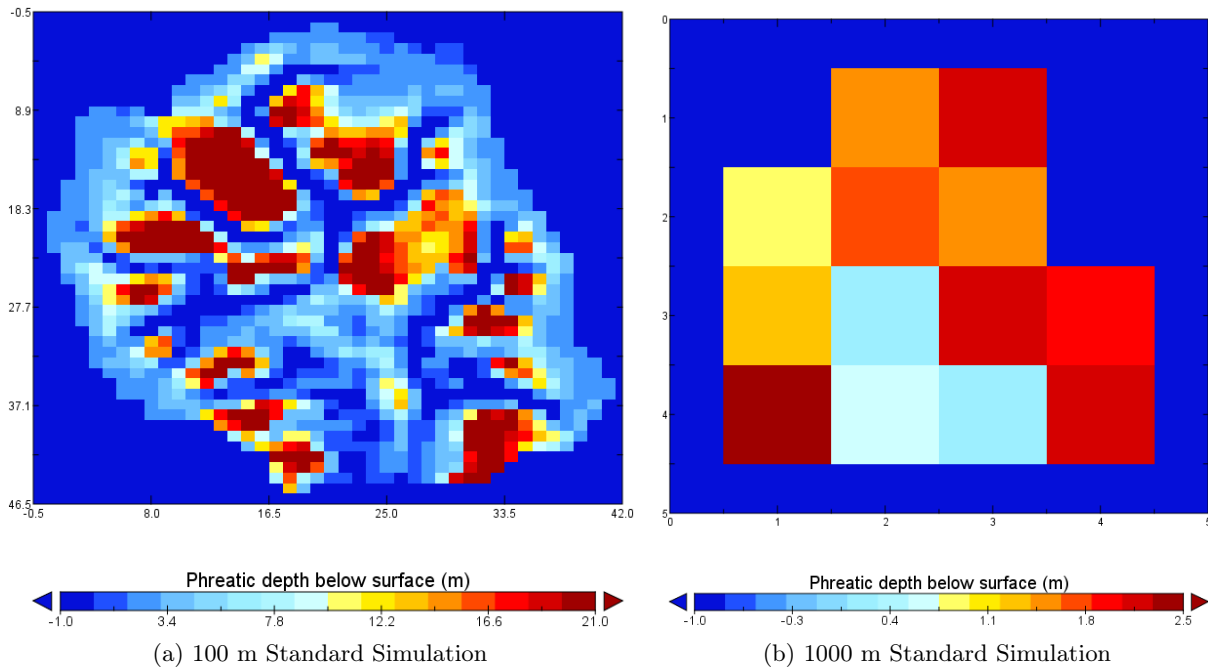 -0.5
8.9
18.3
27.7
37.1
46.5
-0.5 8.0 16.5 25.0 33.5 42.0
Phreatic depth below surface (m)
-1.0 3.4 7.8 12.2 16.6 21.0
(a) 100 m Standard Simulation
0
1
2
3
4
5
0 1 2 3 4 5
Phreatic depth below surface (m)
-1.0 -0.3 0.4 1.1 1.8 2.5
(b) 1000 m Standard Simulation